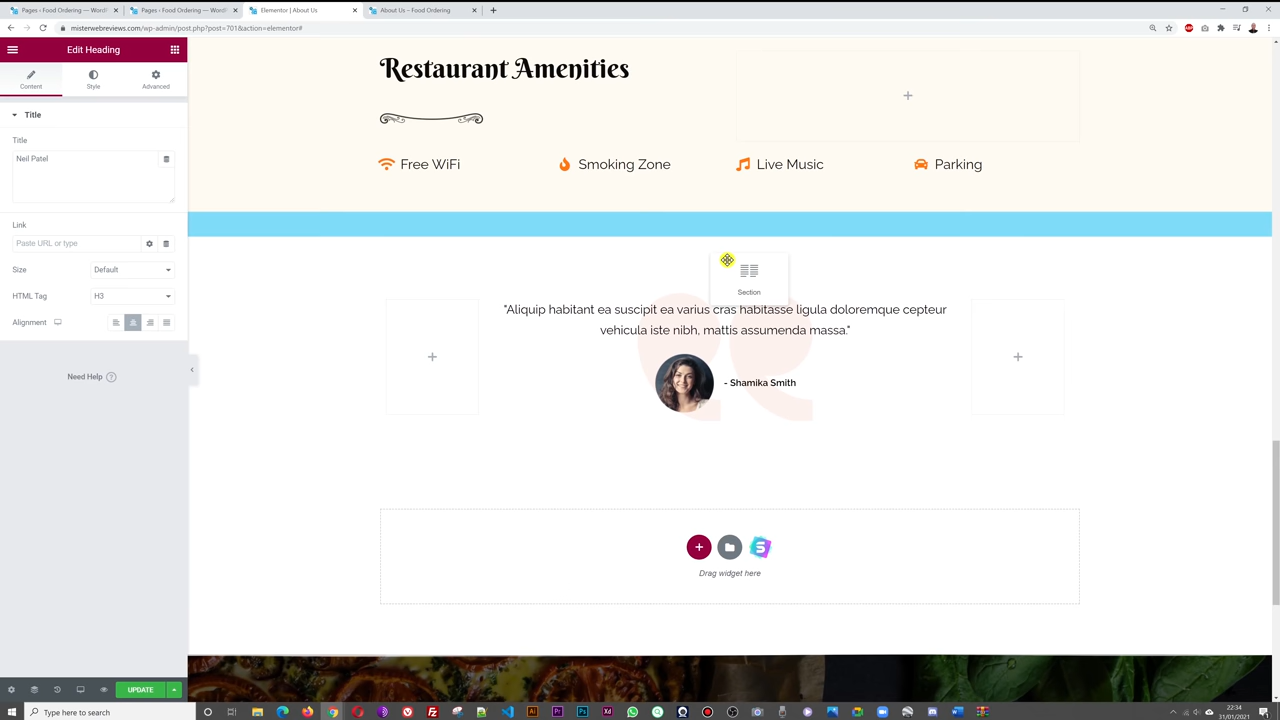 Pages ‹ Food Ordering — WordP
Pages ‹ Food Ordering — WordP
Elementor | About Us
About Us – Food Ordering
misterwebreviews.com/wp-admin/post.php?post=701&action=elementor#
Edit Heading
Content
Style
Advanced
Title
Title
Neil Patel
Link
Paste URL or type
Size
Default
HTML Tag
H3
Alignment
Need Help ?
UPDATE
Restaurant Amenities
Free WiFi
Smoking Zone
Live Music
Parking
Section
"Aliquip habitant ea suscipit ea varius cras habitasse ligula doloremque cepteur
vehicula iste nibh, mattis assumenda massa."
- Shamika Smith
Drag widget here
Type here to search
22:34
31/01/2021